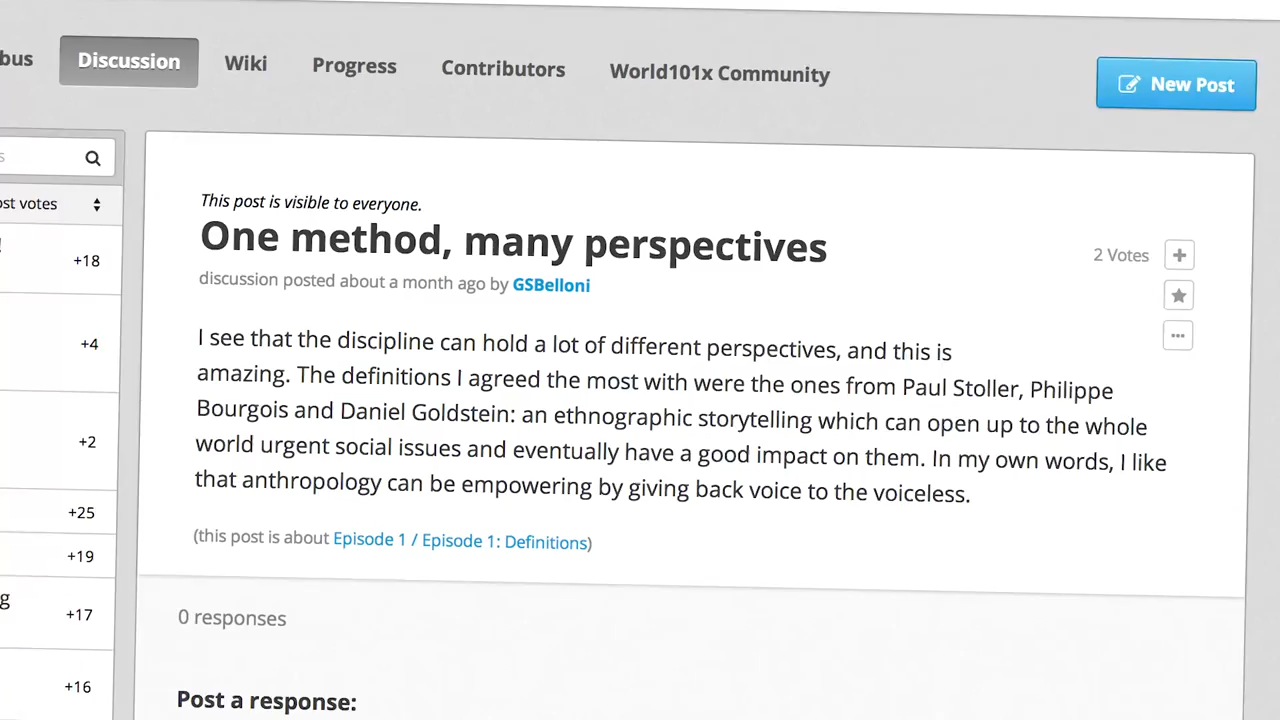 bus
Discussion
Wiki
Progress
Contributors
World101x Community
New Post
ost votes
+18
+4
+2
+25
+19
g
+17
+16
This post is visible to everyone.
One method, many perspectives
2 Votes
discussion posted about a month ago by GSBelloni
I see that the discipline can hold a lot of different perspectives, and this is
amazing. The definitions I agreed the most with were the ones from Paul Stoller, Philippe
Bourgois and Daniel Goldstein: an ethnographic storytelling which can open up to the whole
world urgent social issues and eventually have a good impact on them. In my own words, I like
that anthropology can be empowering by giving back voice to the voiceless.
(this post is about Episode 1 / Episode 1: Definitions)
0 responses
Post a response: